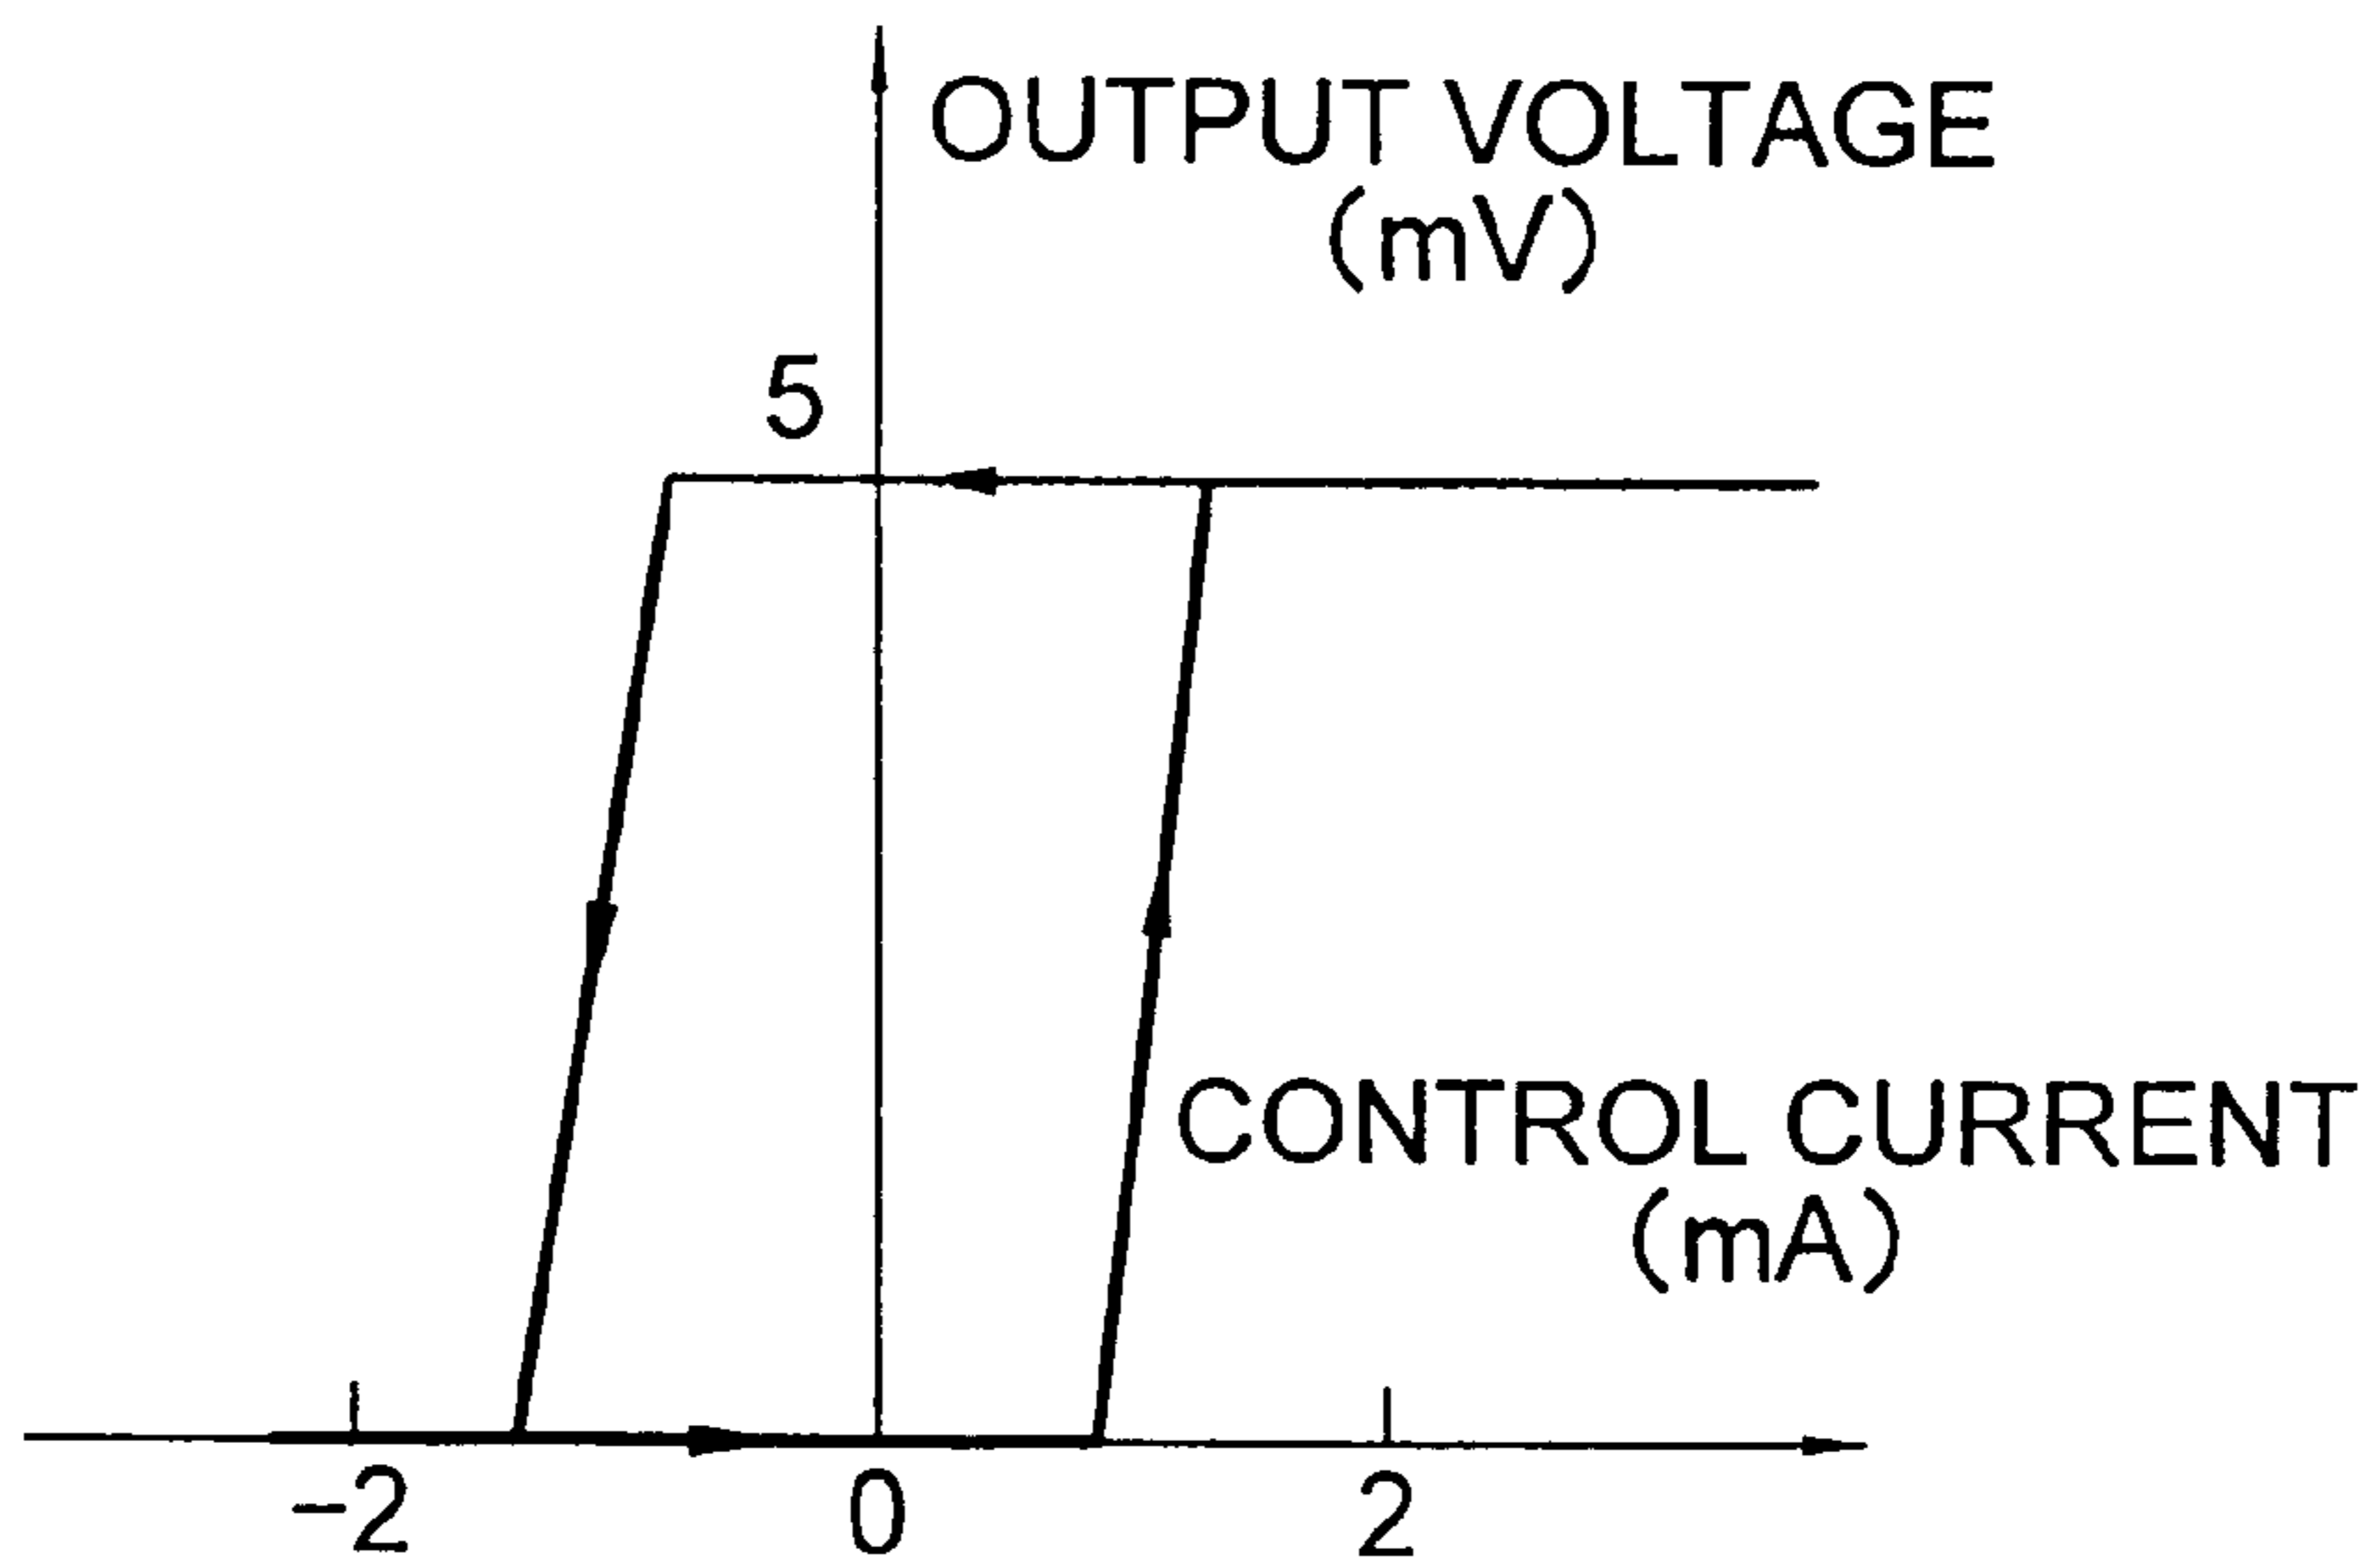 OUTPUT VOLTAGE
(mV)
5
CONTROL CURRENT
(mA)
-2 0 2